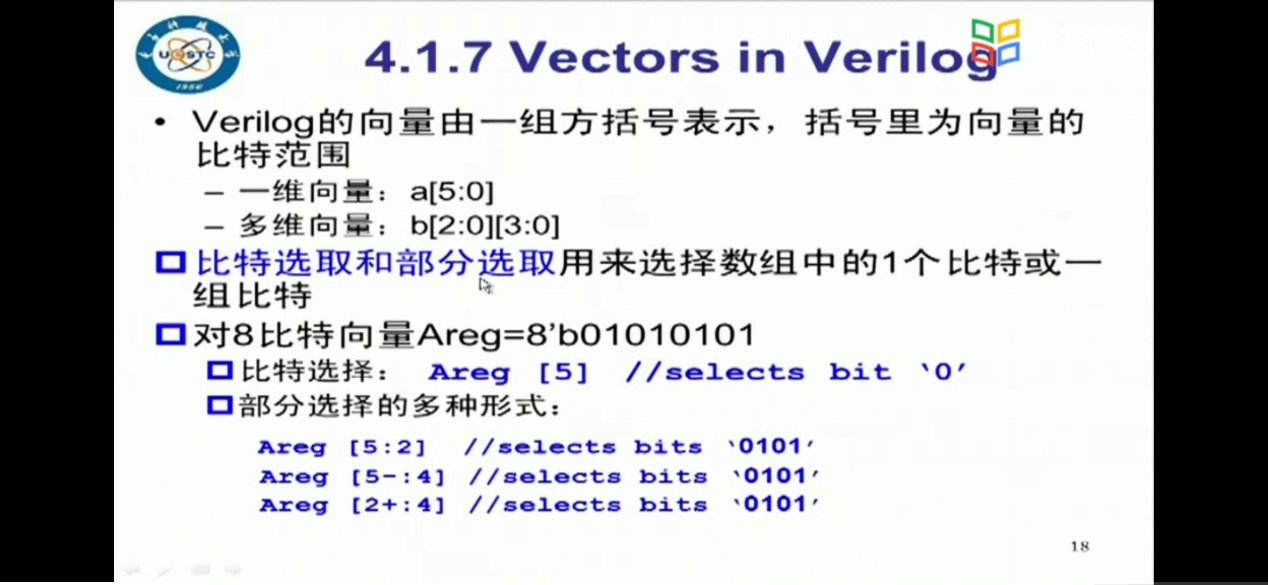 4.1.7 Vectors in Verilog
• Verilog的向量由一组方括号表示，括号里为向量的
比特范围
– 一维向量：a[5:0]
– 多维向量：b[2:0][3:0]
比特选取和部分选取用来选择数组中的1个比特或一
组比特
对8比特向量Areg=8’b01010101
比特选择： Areg [5] //selects bit ‘0’
部分选择的多种形式：
Areg [5:2] //selects bits ‘0101’
Areg [5-:4] //selects bits ‘0101’
Areg [2+:4] //selects bits ‘0101’
18